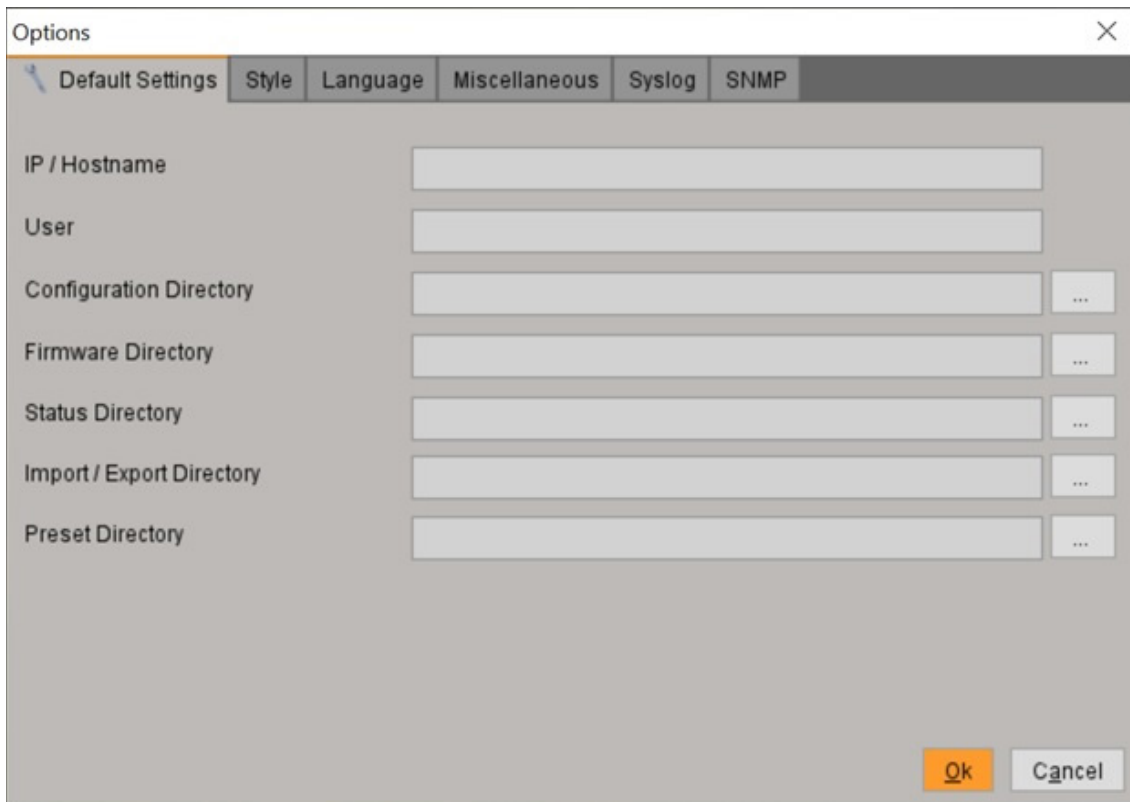 Options
Default Settings Style Language Miscellaneous Syslog SNMP
IP / Hostname
User
Configuration Directory
...
Firmware Directory
...
Status Directory
...
Import / Export Directory
...
Preset Directory
...
Ok Cancel